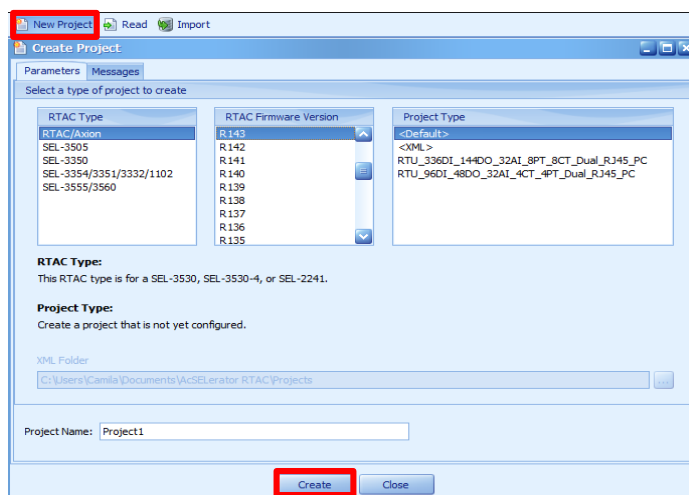 New Project Read Import
Create Project
Parameters Messages
Select a type of project to create
RTAC Type
RTAC/Axion
SEL-3505
SEL-3350
SEL-3354/3351/3332/1102
SEL-3555/3560
RTAC Firmware Version
R143
R142
R141
R140
R139
R138
R137
R136
R135
Project Type
<Default>
<XML>
RTU_336DI_144DO_32AI_8PT_8CT_Dual_RJ45_PC
RTU_96DI_48DO_32AI_4CT_4PT_Dual_RJ45_PC
RTAC Type:
This RTAC type is for a SEL-3530, SEL-3530-4, or SEL-2241.
Project Type:
Create a project that is not yet configured.
XML Folder
C:\Users\Camila\Documents\AcSELerator RTAC\Projects
...
Project Name: Project1
Create Close